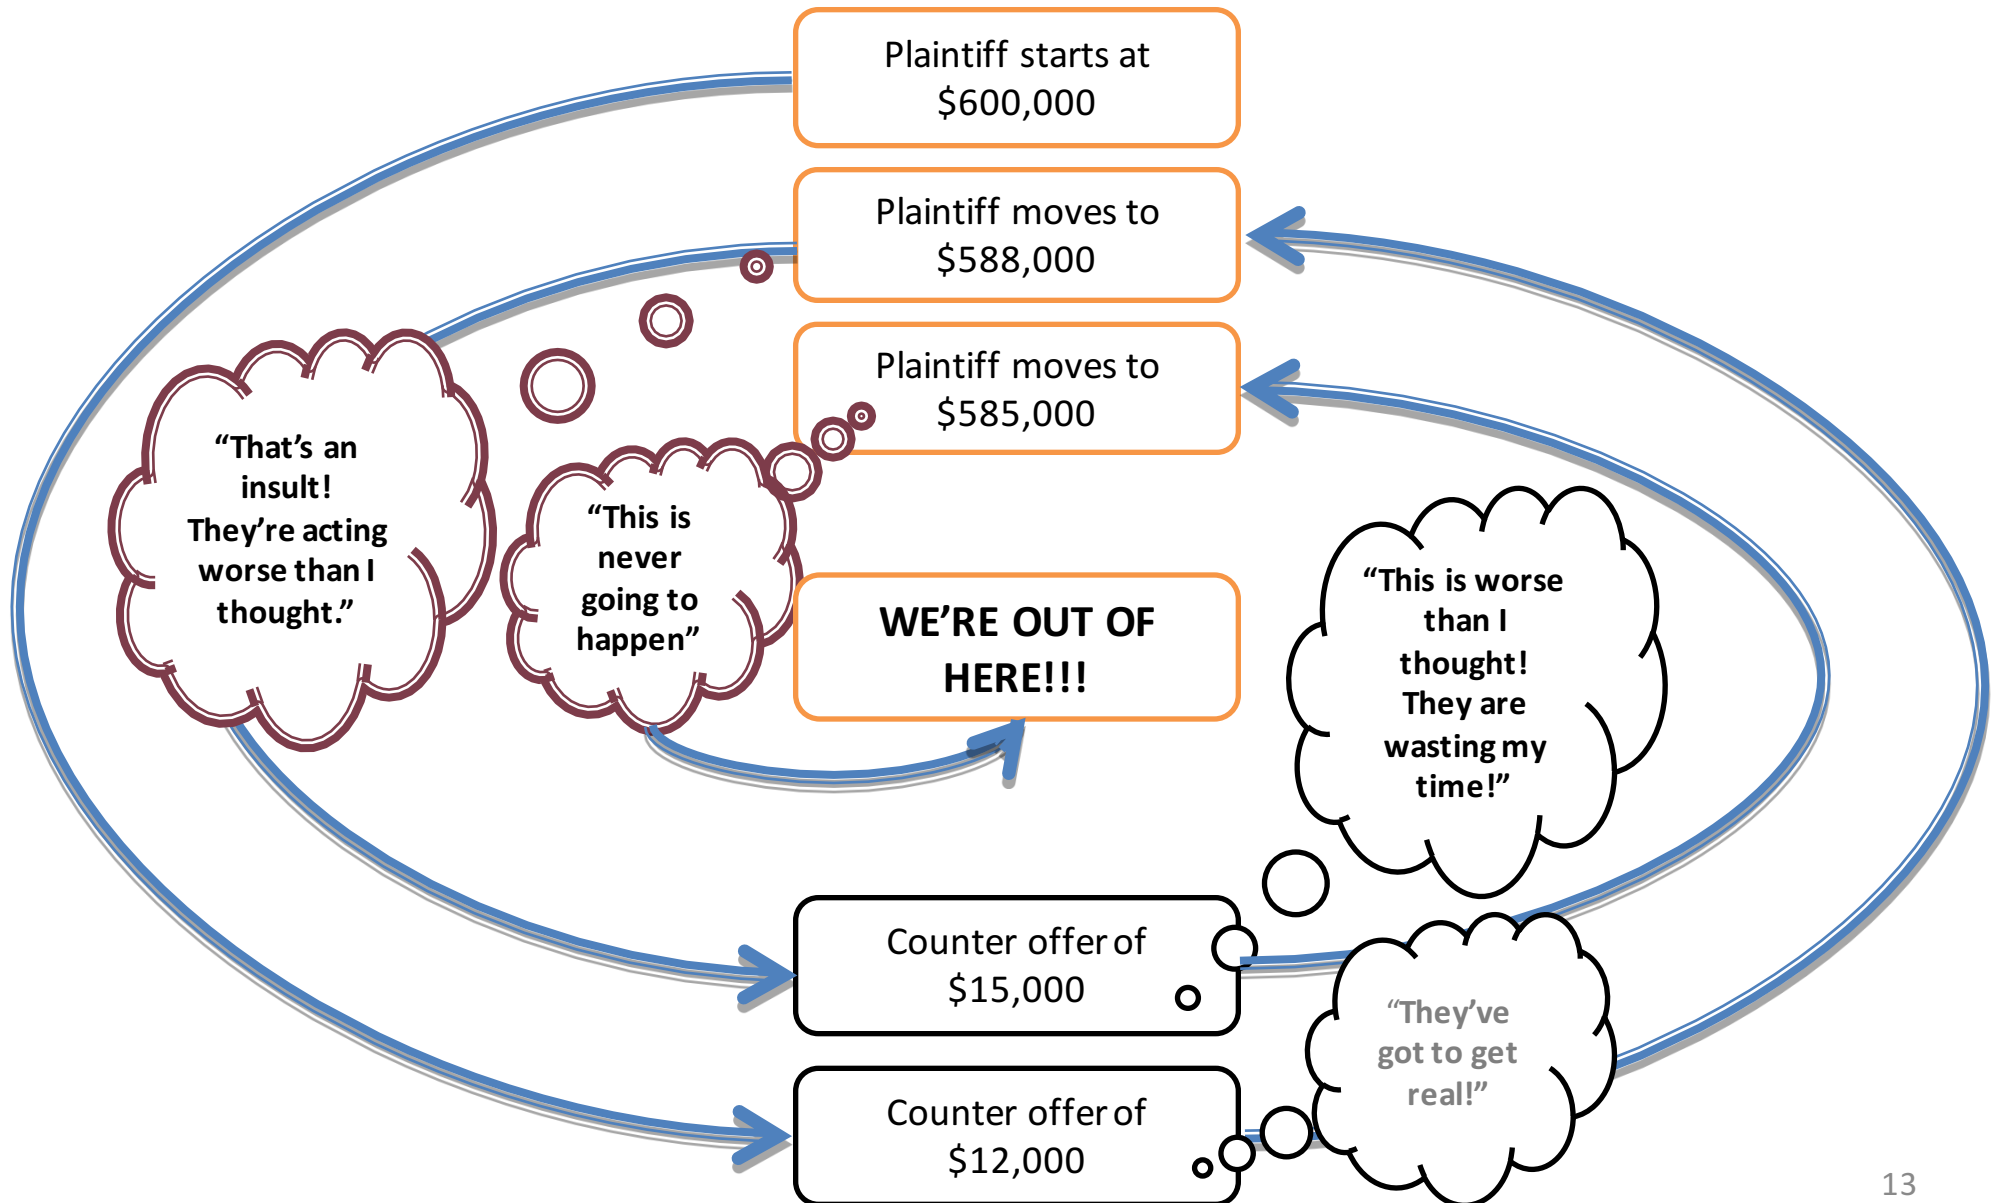 Plaintiff starts at
$600,000
Plaintiff moves to
$588,000
Plaintiff moves to
$585,000
“That’s an
insult!
They’re acting
worse than I
thought.”
“This is
never
going to
happen”
WE’RE OUT OF
HERE!!!
“This is worse
than I
thought!
They are
wasting my
time!”
Counter offer of
$15,000
“They’ve
got to get
real!”
Counter offer of
$12,000
13